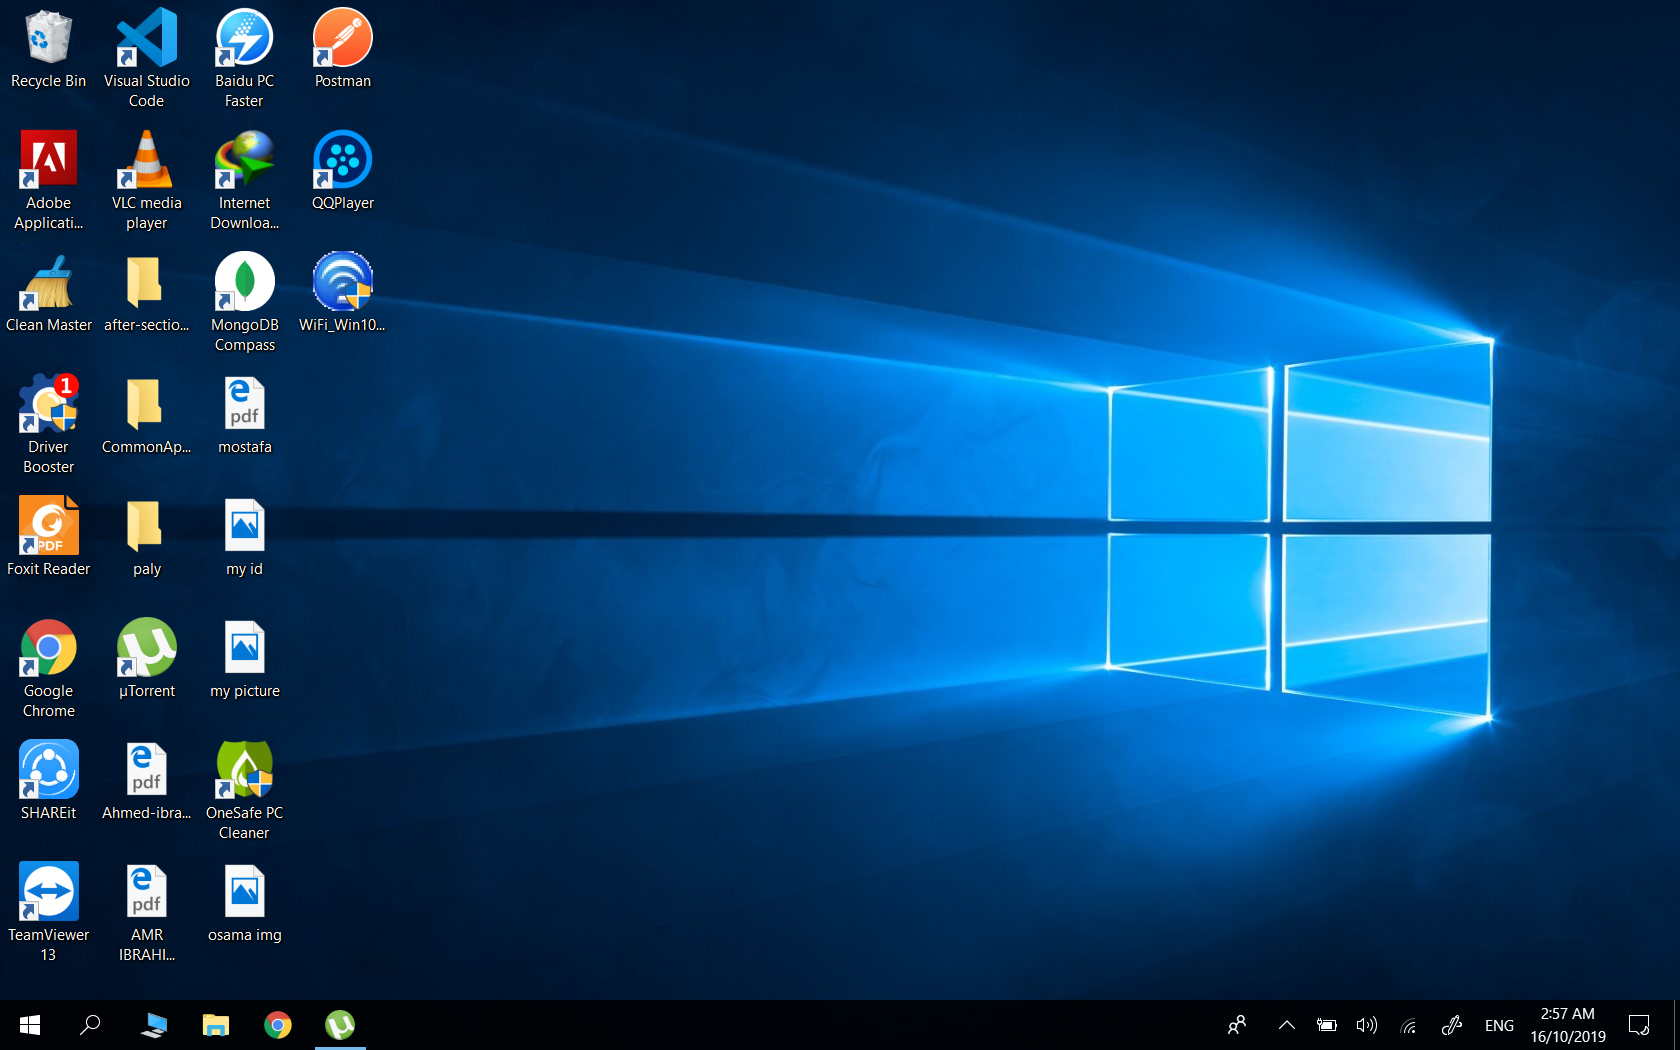 Recycle Bin
Visual Studio
Code
Baidu PC
Faster
Postman
Adobe
Applicati...
VLC media
player
Internet
Downloa...
QQPlayer
Clean Master
after-sectio...
MongoDB
Compass
WiFi_Win10...
1
Driver
Booster
CommonAp...
pdf
mostafa
PDF
Foxit Reader
paly
my id
Google
Chrome
µTorrent
my picture
SHAREit
pdf
Ahmed-ibra...
OneSafe PC
Cleaner
TeamViewer
13
pdf
AMR
IBRAHI...
osama img
ENG
2:57 AM
16/10/2019